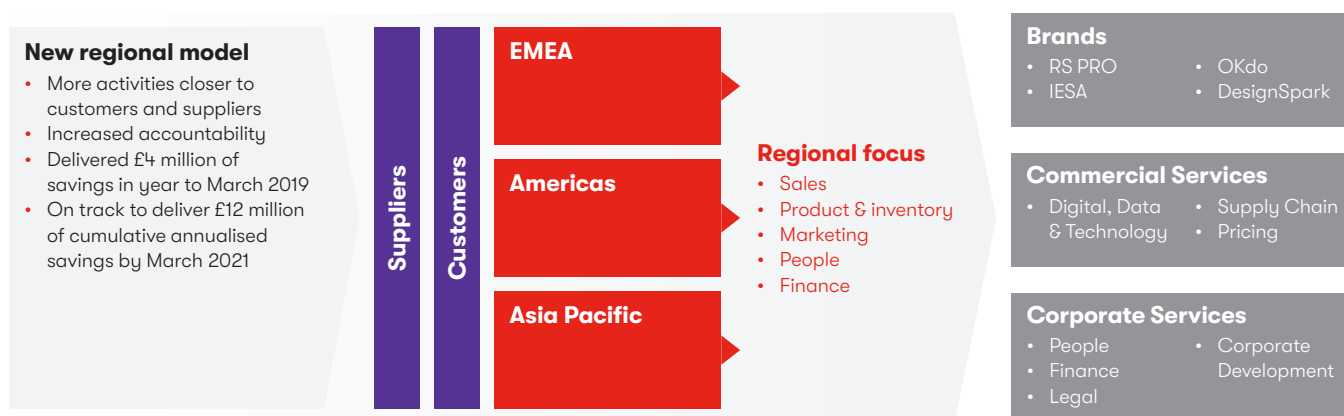 New regional model
• More activities closer to
customers and suppliers
• Increased accountability
• Delivered £4 million of
savings in year to March 2019
• On track to deliver £12 million
of cumulative annualised
savings by March 2021
Suppliers
Customers
EMEA
Americas
Asia Pacific
Regional focus
• Sales
• Product & inventory
• Marketing
• People
• Finance
Brands
• RS PRO
• IESA
• OKdo
• DesignSpark
Commercial Services
• Digital, Data
& Technology
• Supply Chain
• Pricing
Corporate Services
• People
• Finance
• Legal
• Corporate
Development